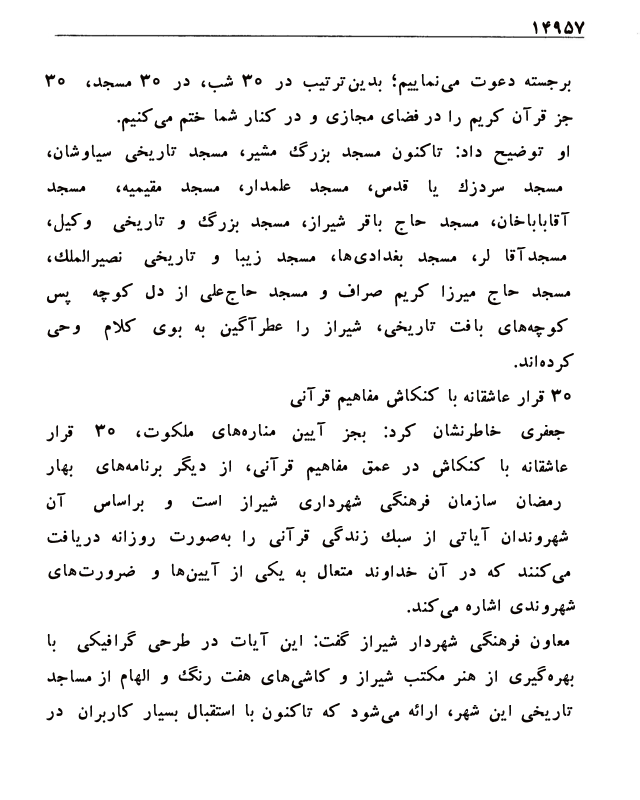 ۱۴۹۵۷
برجسته دعوت می‌نماییم؛ بدین‌ترتیب در ۳۰ شب، در ۳۰ مسجد، ۳۰
جز قرآن کریم را در فضای مجازی و در کنار شما ختم می‌کنیم.
او توضیح داد: تاکنون مسجد بزرگ مشیر، مسجد تاریخی سیاوشان،
مسجد سردزک یا قدس، مسجد علمدار، مسجد مقیمیه، مسجد
آقاباباخان، مسجد حاج باقر شیراز، مسجد بزرگ و تاریخی وکیل،
مسجدآقا لر، مسجد بغدادی‌ها، مسجد زیبا و تاریخی نصیرالملک،
مسجد حاج میرزا کریم صراف و مسجد حاج‌علی از دل کوچه پس
کوچه‌های بافت تاریخی، شیراز را عطرآگین به بوی کلام وحی
کرده‌اند.
۳۰ قرار عاشقانه با کنکاش مفاهیم قرآنی
جعفری خاطرنشان کرد: بجز آیین مناره‌های ملکوت، ۳۰ قرار
عاشقانه با کنکاش در عمق مفاهیم قرآنی، از دیگر برنامه‌های بهار
رمضان سازمان فرهنگی شهرداری شیراز است و براساس آن
شهروندان آیاتی از سبک زندگی قرآنی را به‌صورت روزانه دریافت
می‌کنند که در آن خداوند متعال به یکی از آیین‌ها و ضرورت‌های
شهروندی اشاره می‌کند.
معاون فرهنگی شهردار شیراز گفت: این آیات در طرحی گرافیکی با
بهره‌گیری از هنر مکتب شیراز و کاشی‌های هفت رنگ و الهام از مساجد
تاریخی این شهر، ارائه می‌شود که تاکنون با استقبال بسیار کاربران در